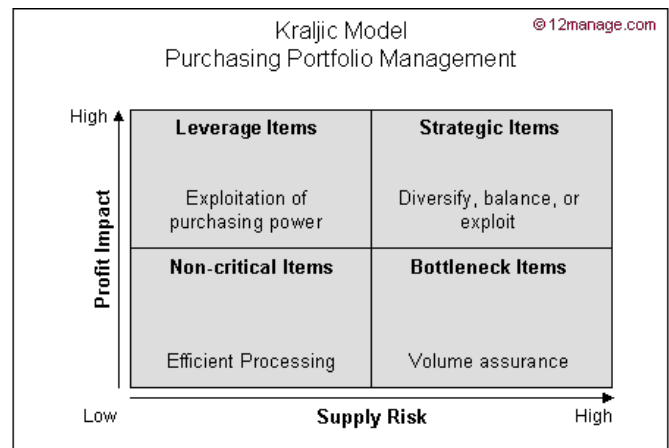 Kraljic Model
©12manage.com
Purchasing Portfolio Management
High
Leverage Items
Strategic Items
Exploitation of
purchasing power
Diversify, balance, or
exploit
Profit Impact
Non-critical Items
Bottleneck Items
Efficient Processing
Volume assurance
Low
Supply Risk
High